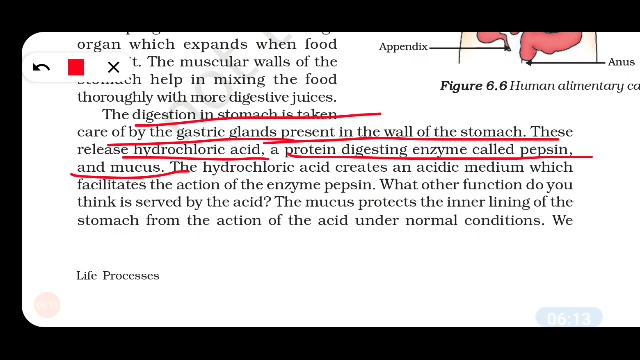 organ which expands when food
it. The muscular walls of the
stomach help in mixing the food
thoroughly with more digestive juices.
The digestion in stomach is taken
care of by the gastric glands present in the wall of the stomach. These
release hydrochloric acid, a protein digesting enzyme called pepsin,
and mucus. The hydrochloric acid creates an acidic medium which
facilitates the action of the enzyme pepsin. What other function do you
think is served by the acid? The mucus protects the inner lining of the
stomach from the action of the acid under normal conditions. We
Appendix
Anus
Figure 6.6 Human alimentary ca
Life Processes
06:13